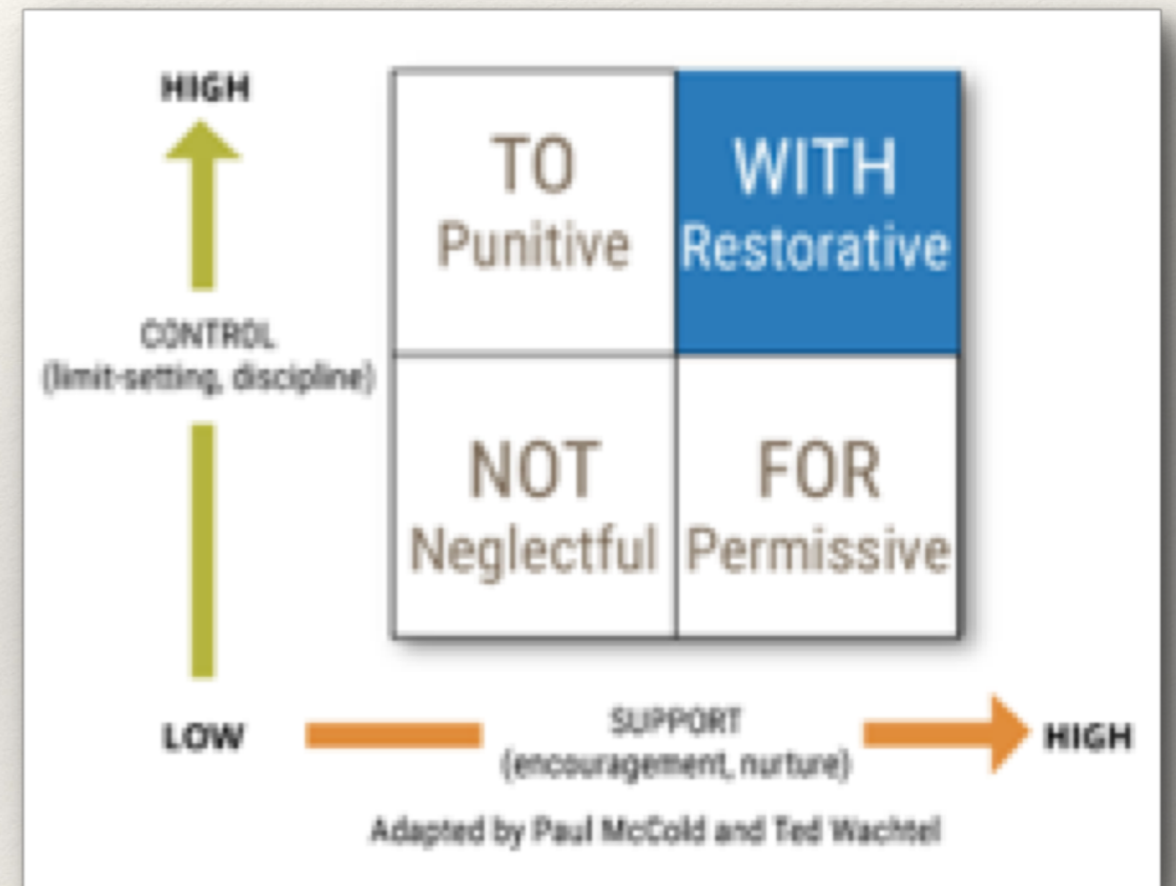 HIGH
TO
Punitive
WITH
Restorative
CONTROL
(limit-setting, discipline)
NOT
Neglectful
FOR
Permissive
LOW
SUPPORT
(encouragement, nurture)
HIGH
Adapted by Paul McCold and Ted Wachtel